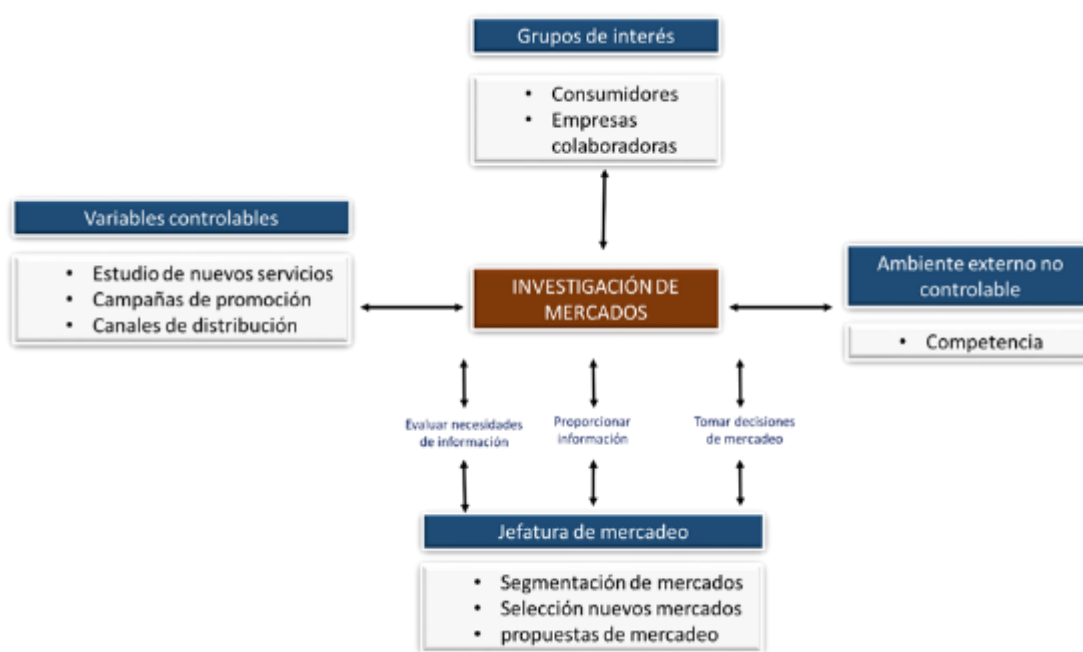 Grupos de interés
• Consumidores
• Empresas
colaboradoras
Variables controlables
• Estudio de nuevos servicios
• Campañas de promoción
• Canales de distribución
INVESTIGACIÓN DE
MERCADOS
Ambiente externo no
controlable
• Competencia
Evaluar necesidades
de información
Proporcionar
información
Tomar decisiones
de mercadeo
Jefatura de mercadeo
• Segmentación de mercados
• Selección nuevos mercados
• propuestas de mercadeo